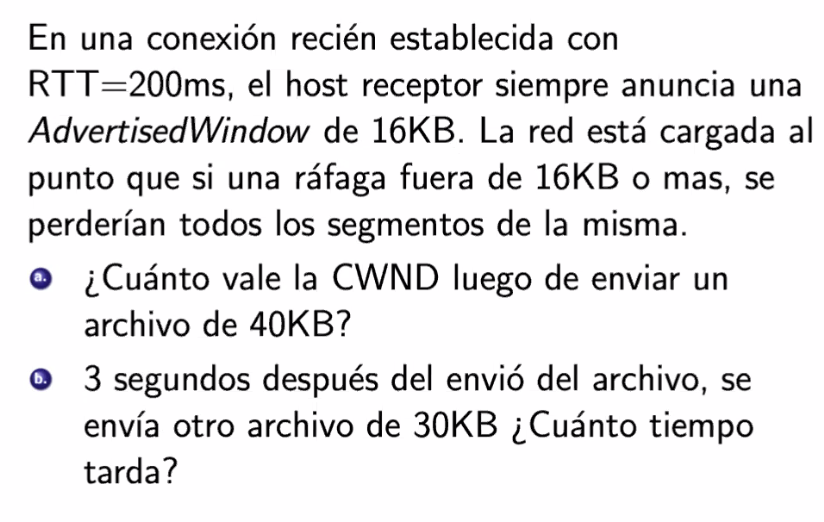 En una conexión recién establecida con
RTT=200ms, el host receptor siempre anuncia una
AdvertisedWindow de 16KB. La red está cargada al
punto que si una ráfaga fuera de 16KB o mas, se
perderían todos los segmentos de la misma.
a. ¿Cuánto vale la CWND luego de enviar un
archivo de 40KB?
b. 3 segundos después del envió del archivo, se
envía otro archivo de 30KB ¿Cuánto tiempo
tarda?